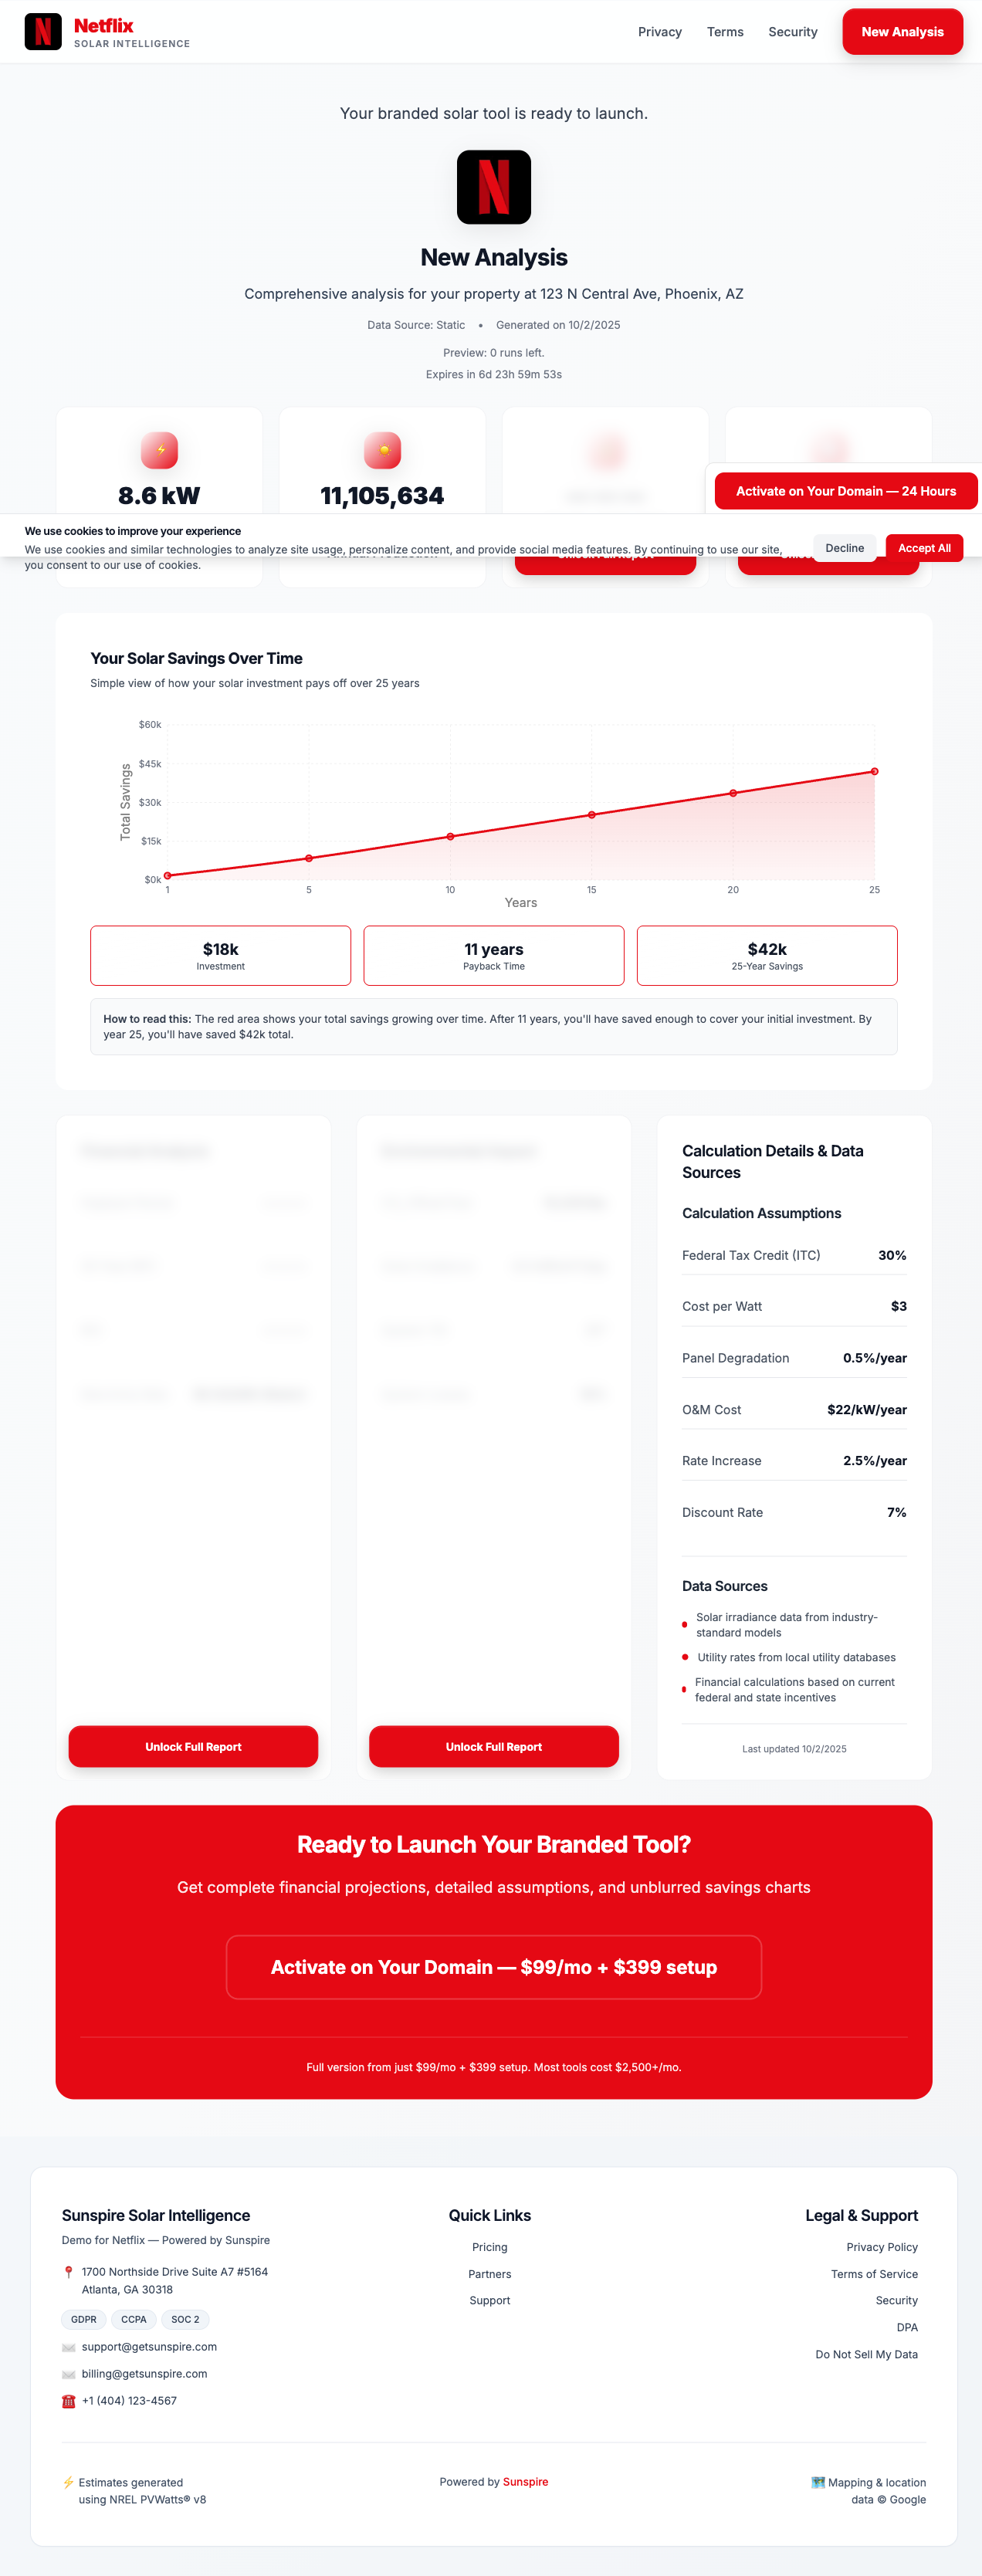 Netflix
SOLAR INTELLIGENCE
Privacy
Terms
Security
New Analysis
Your branded solar tool is ready to launch.
New Analysis
Comprehensive analysis for your property at 123 N Central Ave, Phoenix, AZ
Data Source: Static • Generated on 10/2/2025
Preview: 0 runs left.
Expires in 6d 23h 59m 53s
8.6 kW
11,105,634
Activate on Your Domain — 24 Hours
We use cookies to improve your experience
We use cookies and similar technologies to analyze site usage, personalize content, and provide social media features. By continuing to use our site,
you consent to our use of cookies.
Decline
Accept All
Your Solar Savings Over Time
Simple view of how your solar investment pays off over 25 years
$60k
$45k
$30k
$15k
$0k
Total Savings
1
5
10
15
20
25
Years
$18k
Investment
11 years
Payback Time
$42k
25-Year Savings
How to read this: The red area shows your total savings growing over time. After 11 years, you'll have saved enough to cover your initial investment. By
year 25, you'll have saved $42k total.
Unlock Full Report
Unlock Full Report
Calculation Details & Data
Sources
Calculation Assumptions
Federal Tax Credit (ITC) 30%
Cost per Watt $3
Panel Degradation 0.5%/year
O&M Cost $22/kW/year
Rate Increase 2.5%/year
Discount Rate 7%
Data Sources
Solar irradiance data from industry-
standard models
Utility rates from local utility databases
Financial calculations based on current
federal and state incentives
Last updated 10/2/2025
Ready to Launch Your Branded Tool?
Get complete financial projections, detailed assumptions, and unblurred savings charts
Activate on Your Domain — $99/mo + $399 setup
Full version from just $99/mo + $399 setup. Most tools cost $2,500+/mo.
Sunspire Solar Intelligence
Demo for Netflix — Powered by Sunspire
1700 Northside Drive Suite A7 #5164
Atlanta, GA 30318
GDPR
CCPA
SOC 2
support@getsunspire.com
billing@getsunspire.com
+1 (404) 123-4567
Quick Links
Pricing
Partners
Support
Legal & Support
Privacy Policy
Terms of Service
Security
DPA
Do Not Sell My Data
Estimates generated
using NREL PVWatts® v8
Powered by Sunspire
Mapping & location
data © Google